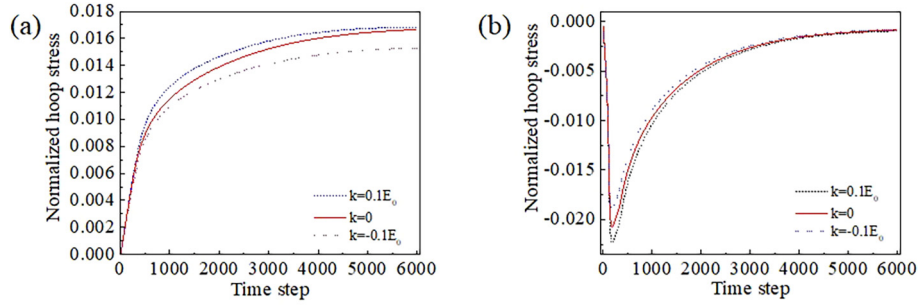 (a)
Normalized hoop stress
0.018
0.016
0.014
0.012
0.010
0.008
0.006
0.004
0.002
0.000
k=0.1E₀
k=0
k=-0.1E₀
0 1000 2000 3000 4000 5000 6000
Time step
(b)
Normalized hoop stress
0.000
-0.005
-0.010
-0.015
-0.020
k=0.1E₀
k=0
k=-0.1E₀
0 1000 2000 3000 4000 5000 6000
Time step